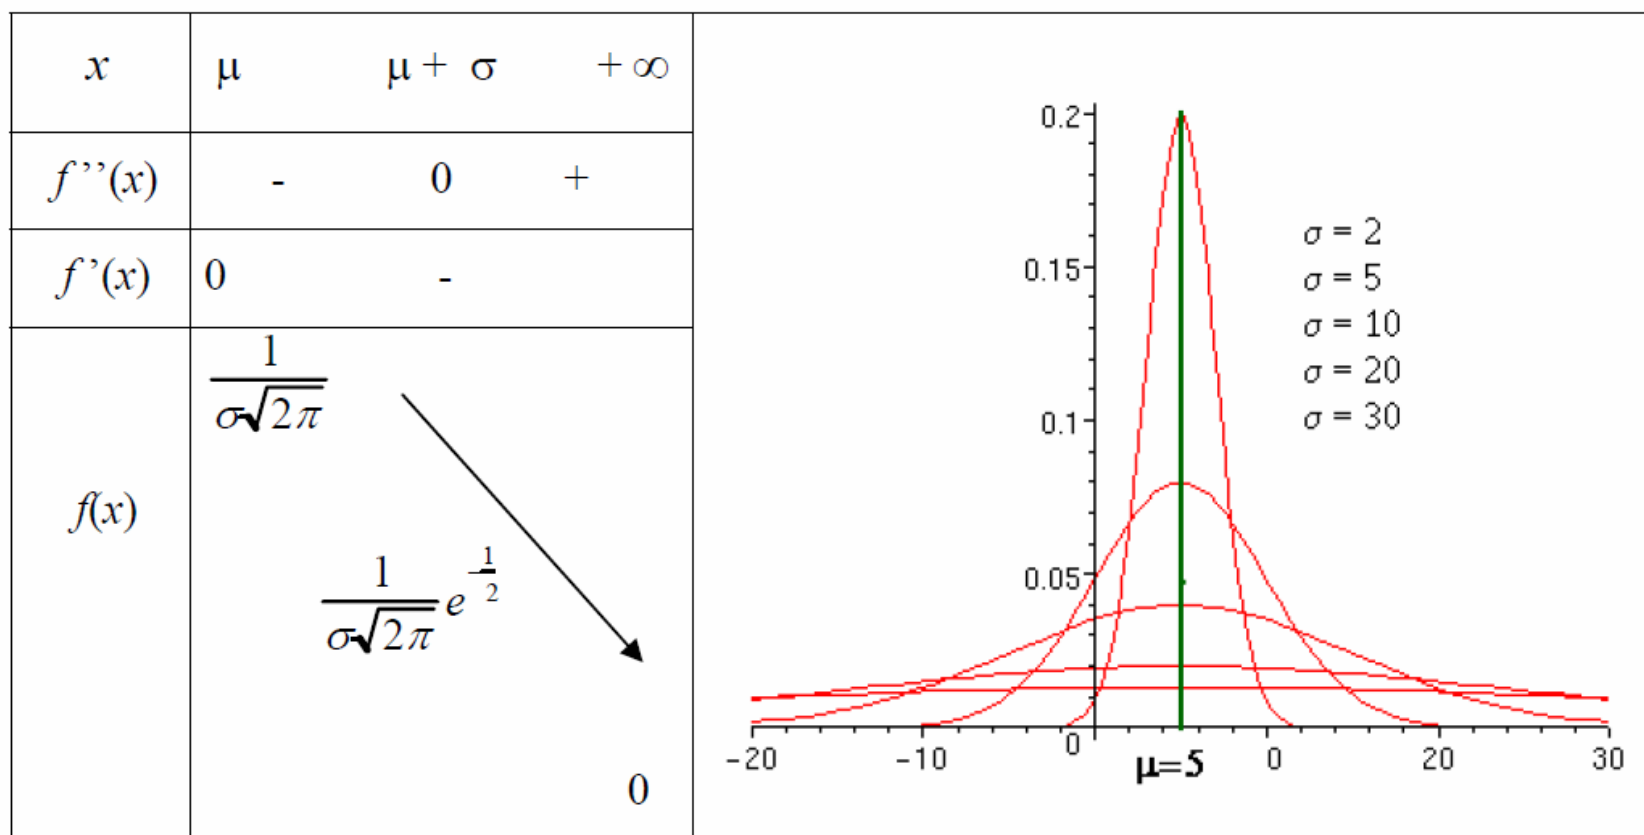 x μ μ + σ + ∞
f ’’(x) - 0 +
f ’(x) 0 -
f(x)
1
σ√2π
1
σ√2π e
-1
2
0
0.2
0.15
0.1
0.05
0
σ = 2
σ = 5
σ = 10
σ = 20
σ = 30
-20 -10 μ=5 0 20 30